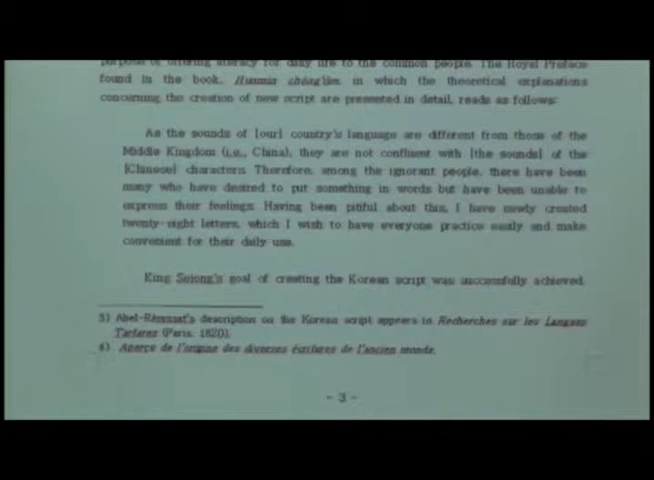 purpose of offering literacy for daily life to the common people. The Royal Preface
found in the book, Hunmin chŏng'ŭm, in which the theoretical explanations
concerning the creation of new script are presented in detail, reads as follows:
As the sounds of [our] country's language are different from those of the
Middle Kingdom (i.e., China), they are not confluent with [the sounds] of the
[Chinese] characters. Therefore, among the ignorant people, there have been
many who have desired to put something in words but have been unable to
express their feelings. Having been pitiful about this, I have newly created
twenty-eight letters, which I wish to have everyone practice easily and make
convenient for their daily use.
King Sejong's goal of creating the Korean script was successfully achieved,
3) Abel-Rémusat's description on the Korean script appears in Recherches sur les Langues
Tartares (Paris, 1820).
4) Aperçu de l'origine des diverses écritures de l'ancien monde.
- 3 -